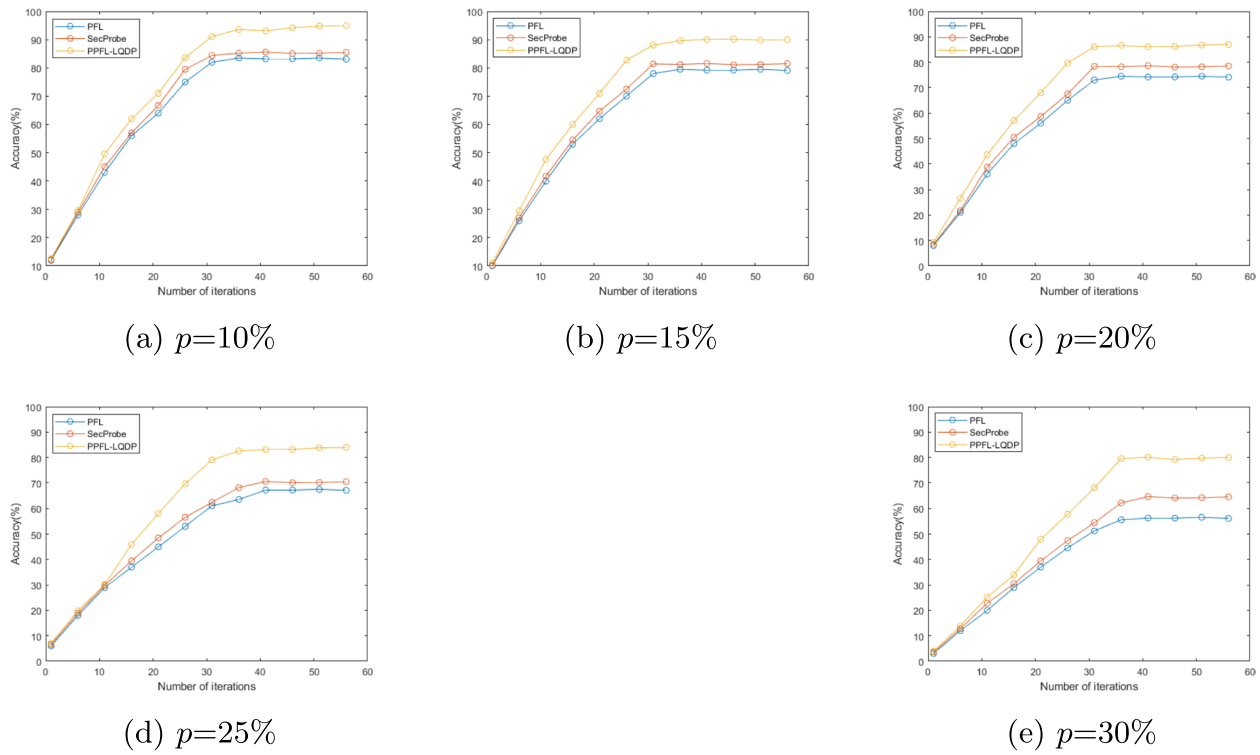 100
90
80
70
60
50
40
30
20
10
Accuracy(%)
PFL
SecProbe
PPFL-LQDP
0 10 20 30 40 50 60
Number of iterations
(a) p=10%
100
90
80
70
60
50
40
30
20
10
Accuracy(%)
PFL
SecProbe
PPFL-LQDP
0 10 20 30 40 50 60
Number of iterations
(b) p=15%
100
90
80
70
60
50
40
30
20
10
0
Accuracy(%)
PFL
SecProbe
PPFL-LQDP
0 10 20 30 40 50 60
Number of iterations
(c) p=20%
100
90
80
70
60
50
40
30
20
10
0
Accuracy(%)
PFL
SecProbe
PPFL-LQDP
0 10 20 30 40 50 60
Number of iterations
(d) p=25%
100
90
80
70
60
50
40
30
20
10
0
Accuracy(%)
PFL
SecProbe
PPFL-LQDP
0 10 20 30 40 50 60
Number of iterations
(e) p=30%